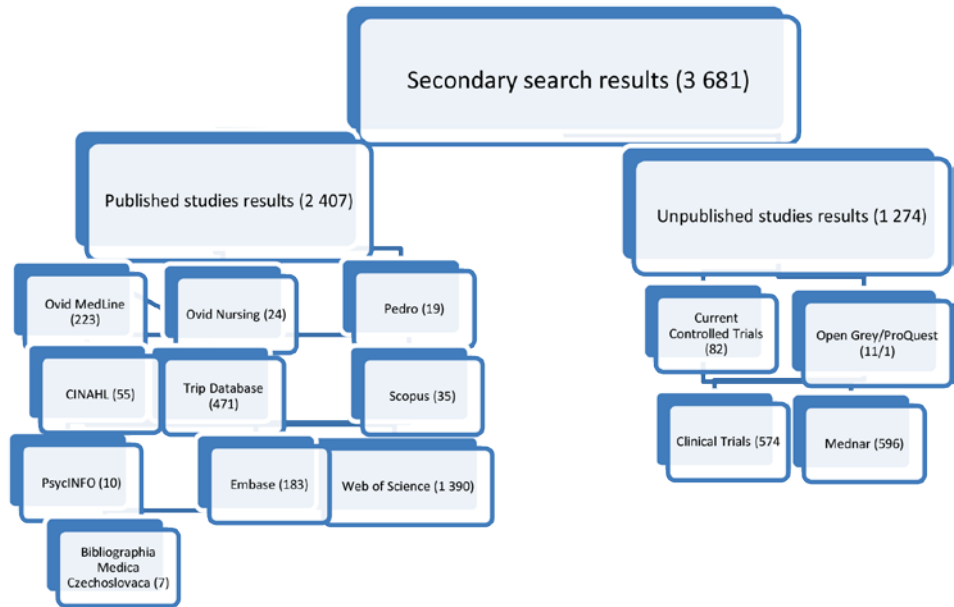 Secondary search results (3 681)
Published studies results (2 407)
Unpublished studies results (1 274)
Ovid MedLine
(223)
Ovid Nursing (24)
Pedro (19)
Current
Controlled Trials
(82)
Open Grey/ProQuest
(11/1)
CINAHL (55)
Trip Database
(471)
Scopus (35)
Clinical Trials (574
Mednar (596)
PsycINFO (10)
Embase (183)
Web of Science (1 390)
Bibliographia
Medica
Czechoslovaca (7)